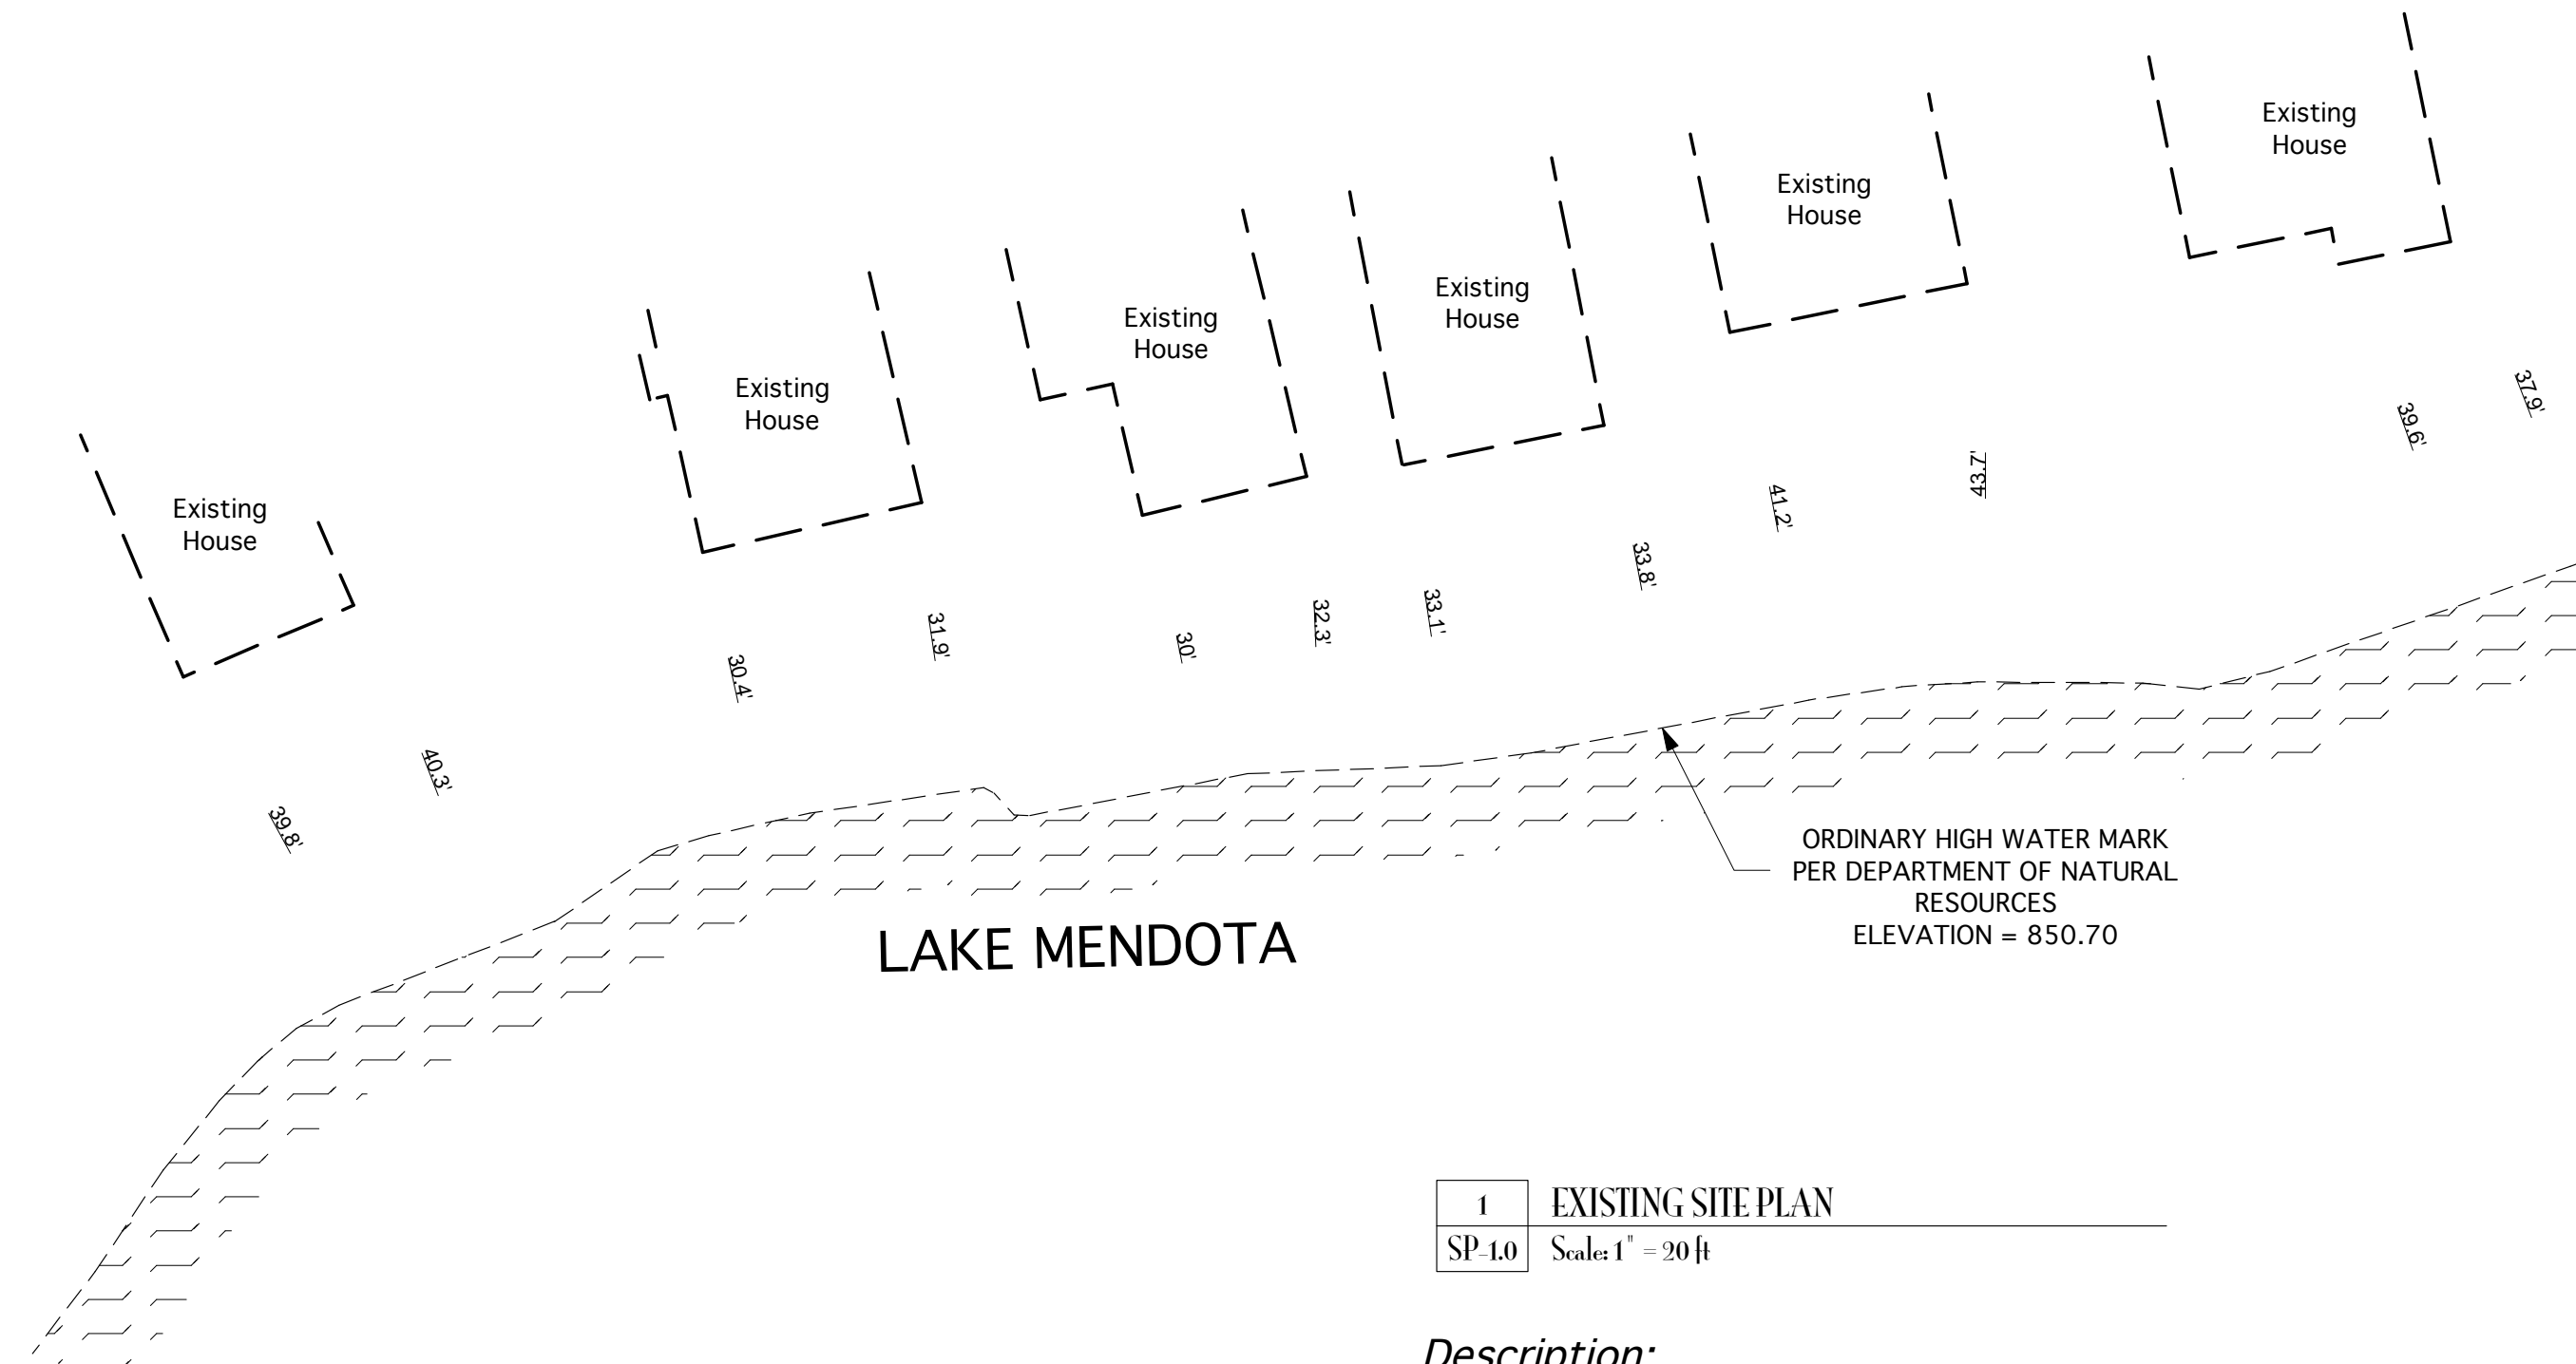 Existing
House
Existing
House
Existing
House
Existing
House
Existing
House
Existing
House
39.8'
40.3'
30.4'
31.9'
30'
32.3'
33.1'
33.8'
41.2'
43.7'
39.6'
37.9'
ORDINARY HIGH WATER MARK
PER DEPARTMENT OF NATURAL
RESOURCES
ELEVATION = 850.70
LAKE MENDOTA
1
EXISTING SITE PLAN
SP-1.0
Scale: 1" = 20 ft
Description: